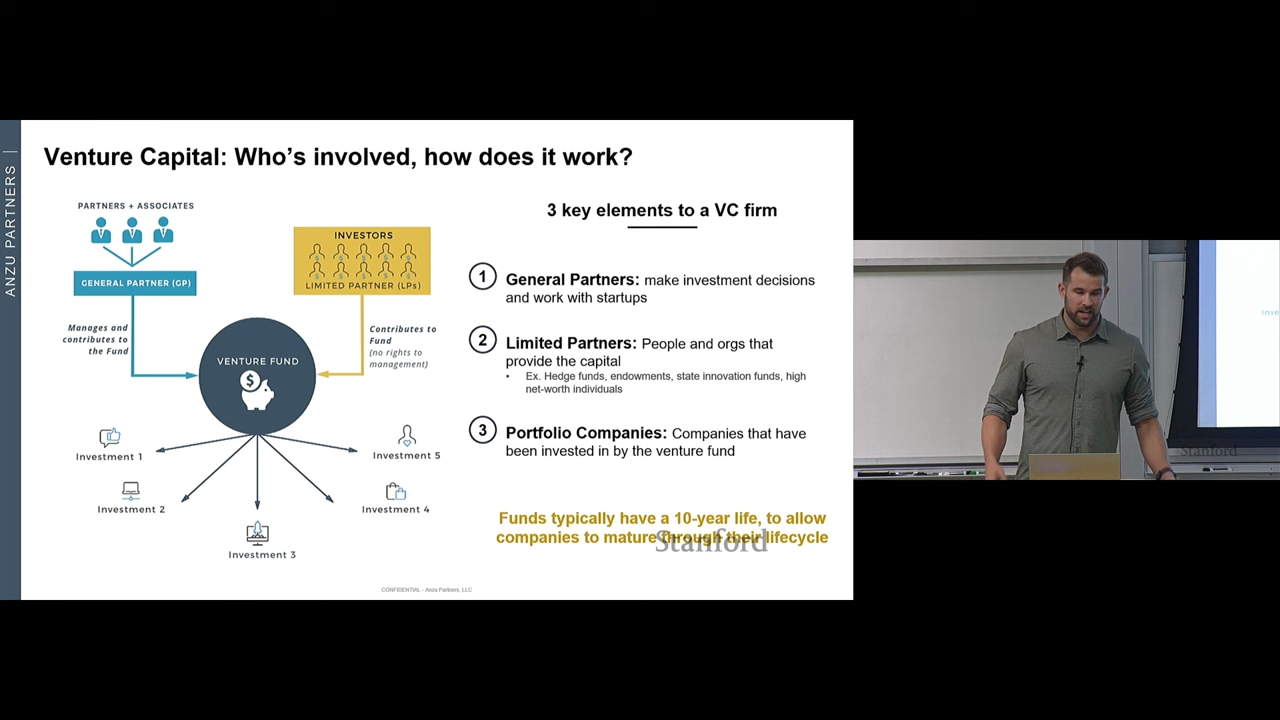 ANZU PARTNERS |
Venture Capital: Who's involved, how does it work?
PARTNERS + ASSOCIATES
GENERAL PARTNER (GP)
Manages and
contributes to
the Fund
INVESTORS
LIMITED PARTNER (LPs)
Contributes to
Fund
(no rights to
management)
VENTURE FUND
$
Investment 1
Investment 2
Investment 3
Investment 4
Investment 5
3 key elements to a VC firm
1
General Partners: make investment decisions
and work with startups
2
Limited Partners: People and orgs that
provide the capital
• Ex. Hedge funds, endowments, state innovation funds, high
net-worth individuals
3
Portfolio Companies: Companies that have
been invested in by the venture fund
Funds typically have a 10-year life, to allow
companies to mature through their lifecycle
Stanford
CONFIDENTIAL - Anzu Partners, LLC
Inve
Stanford